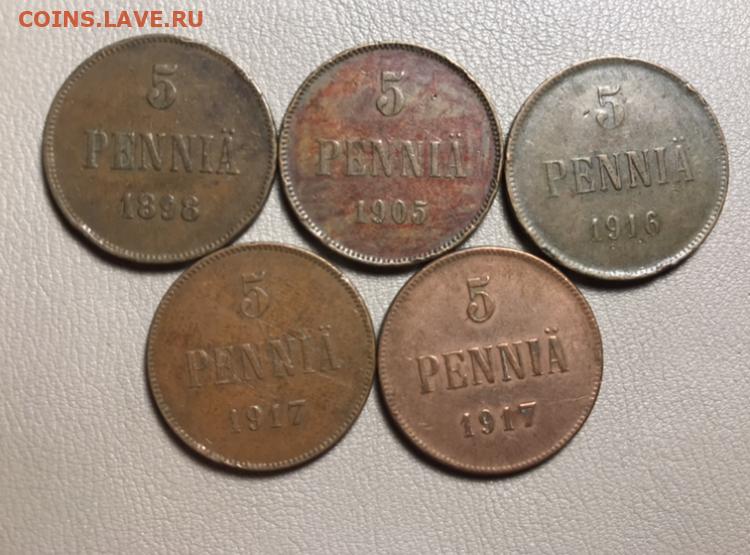 COINS.LAVE.RU
5
PENNIÄ
1898
5
PENNIÄ
1905
5
PENNIÄ
1916
5
PENNIÄ
1917
5
PENNIÄ
1917